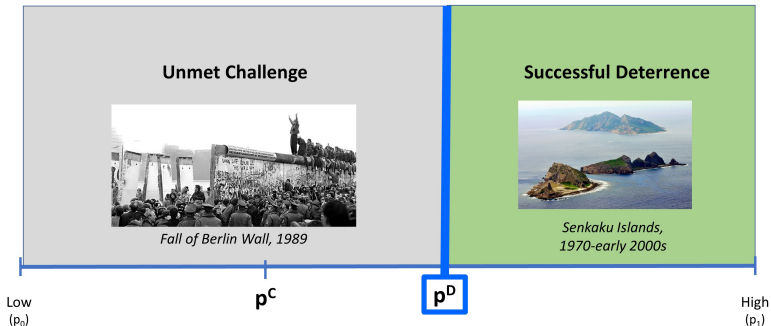 Unmet Challenge
Successful Deterrence
Fall of Berlin Wall, 1989
Senkaku Islands,
1970-early 2000s
Low
(p₀)
pᶜ
pᴰ
High
(p₁)